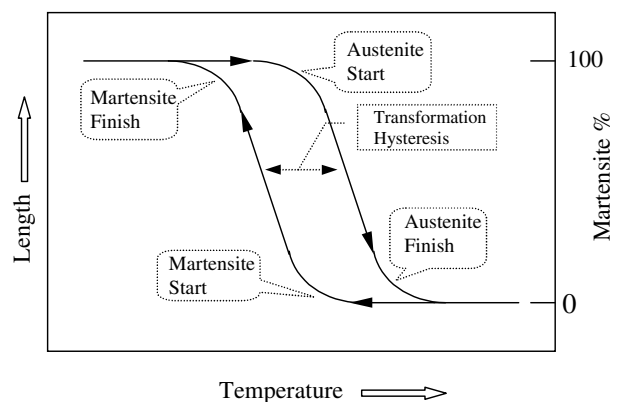 Austenite
Start
100
Martensite
Finish
Transformation
Hysteresis
Length
Martensite %
Austenite
Finish
Martensite
Start
0
Temperature